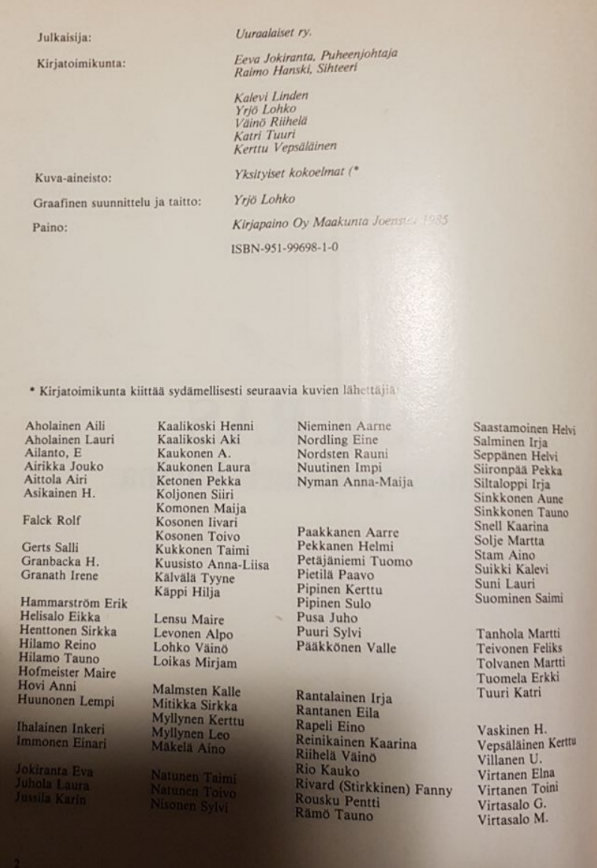 Julkaisija: Uuraalaiset ry.
Kirjatoimikunta: Eeva Jokiranta, Puheenjohtaja
Raimo Hanski, Sihteeri
Kalevi Linden
Yrjö Lohko
Väinö Riihelä
Katri Tuuri
Kerttu Vepsäläinen
Kuva-aineisto: Yksityiset kokoelmat (*
Graafinen suunnittelu ja taitto: Yrjö Lohko
Paino: Kirjapaino Oy Maakunta Joensuu 1985
ISBN-951-99698-1-0
* Kirjatoimikunta kiittää sydämellisesti seuraavia kuvien lähettäjiä:
Aholainen Aili
Aholainen Lauri
Ailanto, E
Airikka Jouko
Aittola Airi
Asikainen H.
Falck Rolf
Gerts Salli
Granbacka H.
Granath Irene
Hammarström Erik
Helisalo Eikka
Henttonen Sirkka
Hilamo Reino
Hilamo Tauno
Hofmeister Maire
Hovi Anni
Huunonen Lempi
Ihalainen Inkeri
Immonen Einari
Jokiranta Eva
Juhola Laura
Jussila Karin
Kaalikoski Henni
Kaalikoski Aki
Kaukonen A.
Kaukonen Laura
Ketonen Pekka
Koljonen Siiri
Komonen Maija
Kosonen Iivari
Kosonen Toivo
Kukkonen Taimi
Kuusisto Anna-Liisa
Kälvälä Tyyne
Käppi Hilja
Lensu Maire
Levonen Alpo
Lohko Väinö
Loikas Mirjam
Malmsten Kalle
Mitikka Sirkka
Myllynen Kerttu
Myllynen Leo
Mäkelä Aino
Natunen Taimi
Natunen Toivo
Nisonen Sylvi
Nieminen Aarne
Nordling Eine
Nordsten Rauni
Nuutinen Impi
Nyman Anna-Maija
Paakkanen Aarre
Pekkanen Helmi
Petäjäniemi Tuomo
Pietilä Paavo
Pipinen Kerttu
Pipinen Sulo
Pusa Juho
Puuri Sylvi
Pääkkönen Valle
Rantalainen Irja
Rantanen Eila
Rapeli Eino
Reinikainen Kaarina
Riihelä Väinö
Rio Kauko
Rivard (Stirkkinen) Fanny
Rousku Pentti
Rämö Tauno
Saastamoinen Helvi
Salminen Irja
Seppänen Helvi
Siironpää Pekka
Siltaloppi Irja
Sinkkonen Aune
Sinkkonen Tauno
Snell Kaarina
Solje Martta
Stam Aino
Suikki Kalevi
Suni Lauri
Suominen Saimi
Tanhola Martti
Teivonen Feliks
Tolvanen Martti
Tuomela Erkki
Tuuri Katri
Vaskinen H.
Vepsäläinen Kerttu
Villanen U.
Virtanen Elna
Virtanen Toini
Virtasalo G.
Virtasalo M.
2